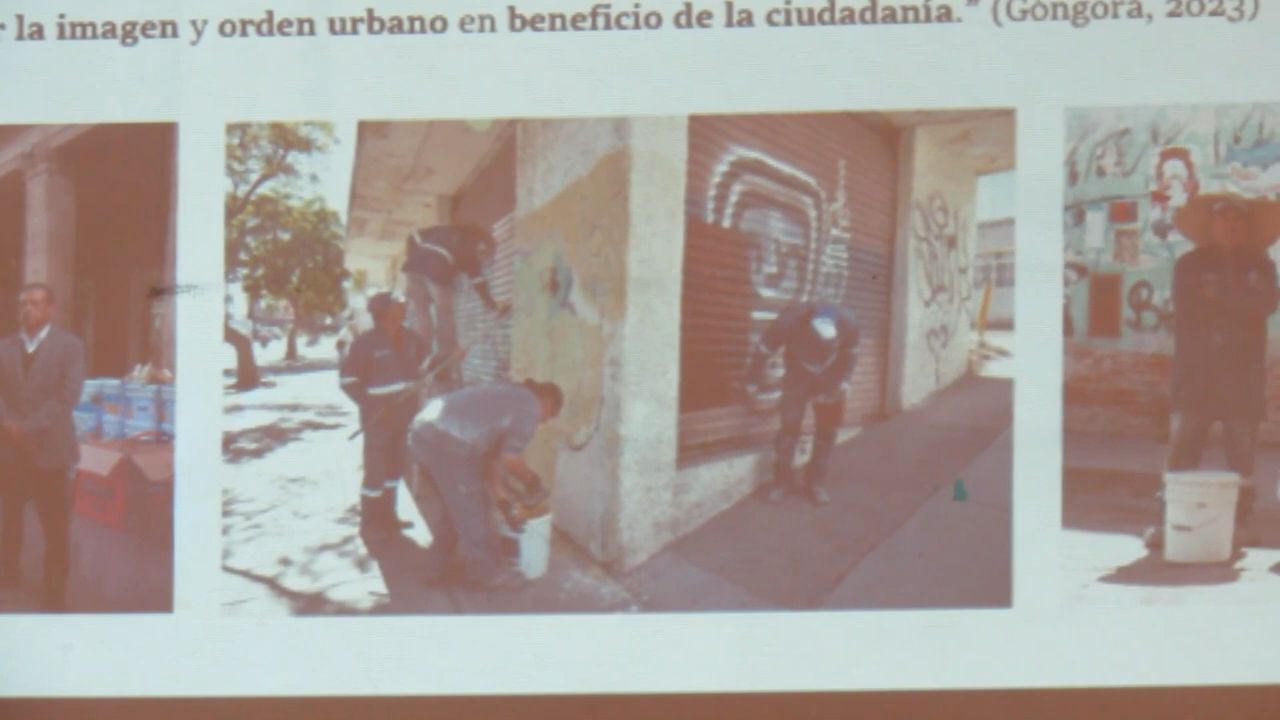 la imagen y orden urbano en beneficio de la ciudadanía.” (Góngora, 2023)